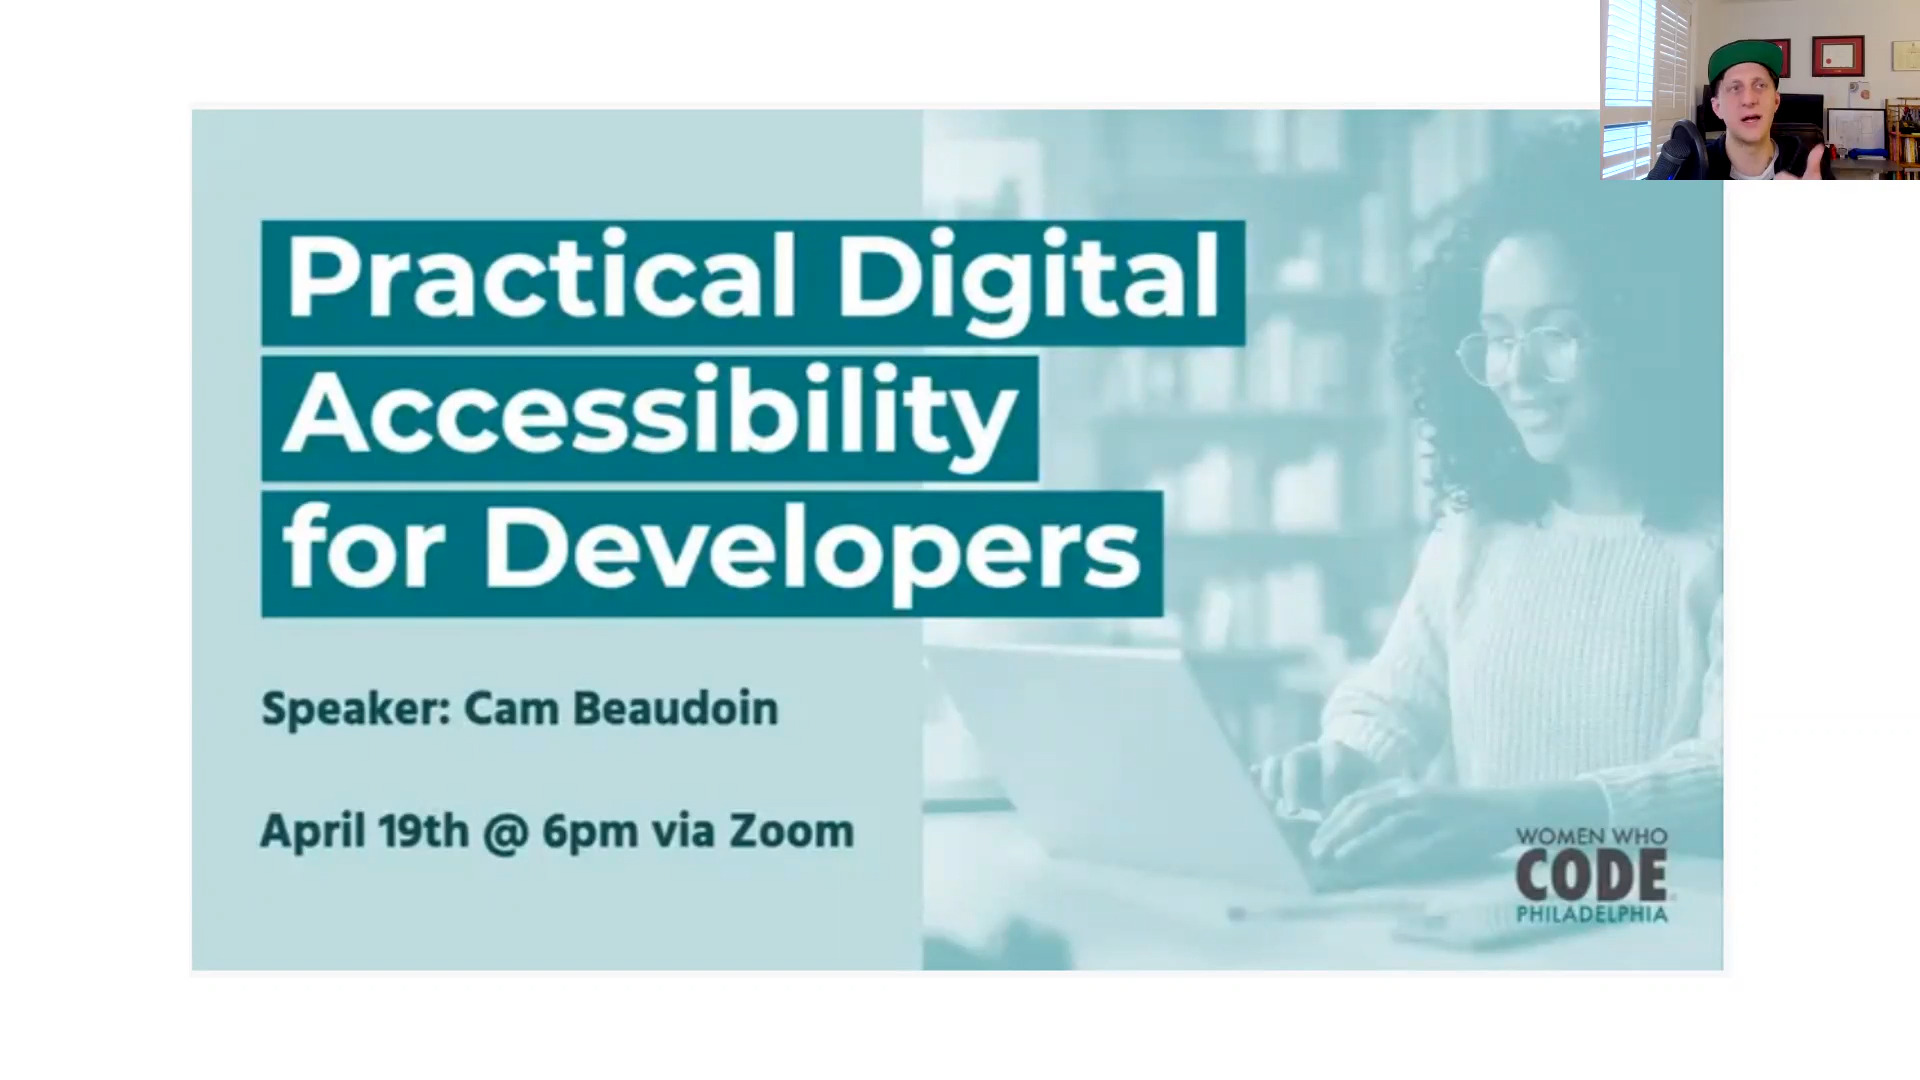 Practical Digital
Accessibility
for Developers
Speaker: Cam Beaudoin
April 19th @ 6pm via Zoom
WOMEN WHO
CODE
PHILADELPHIA